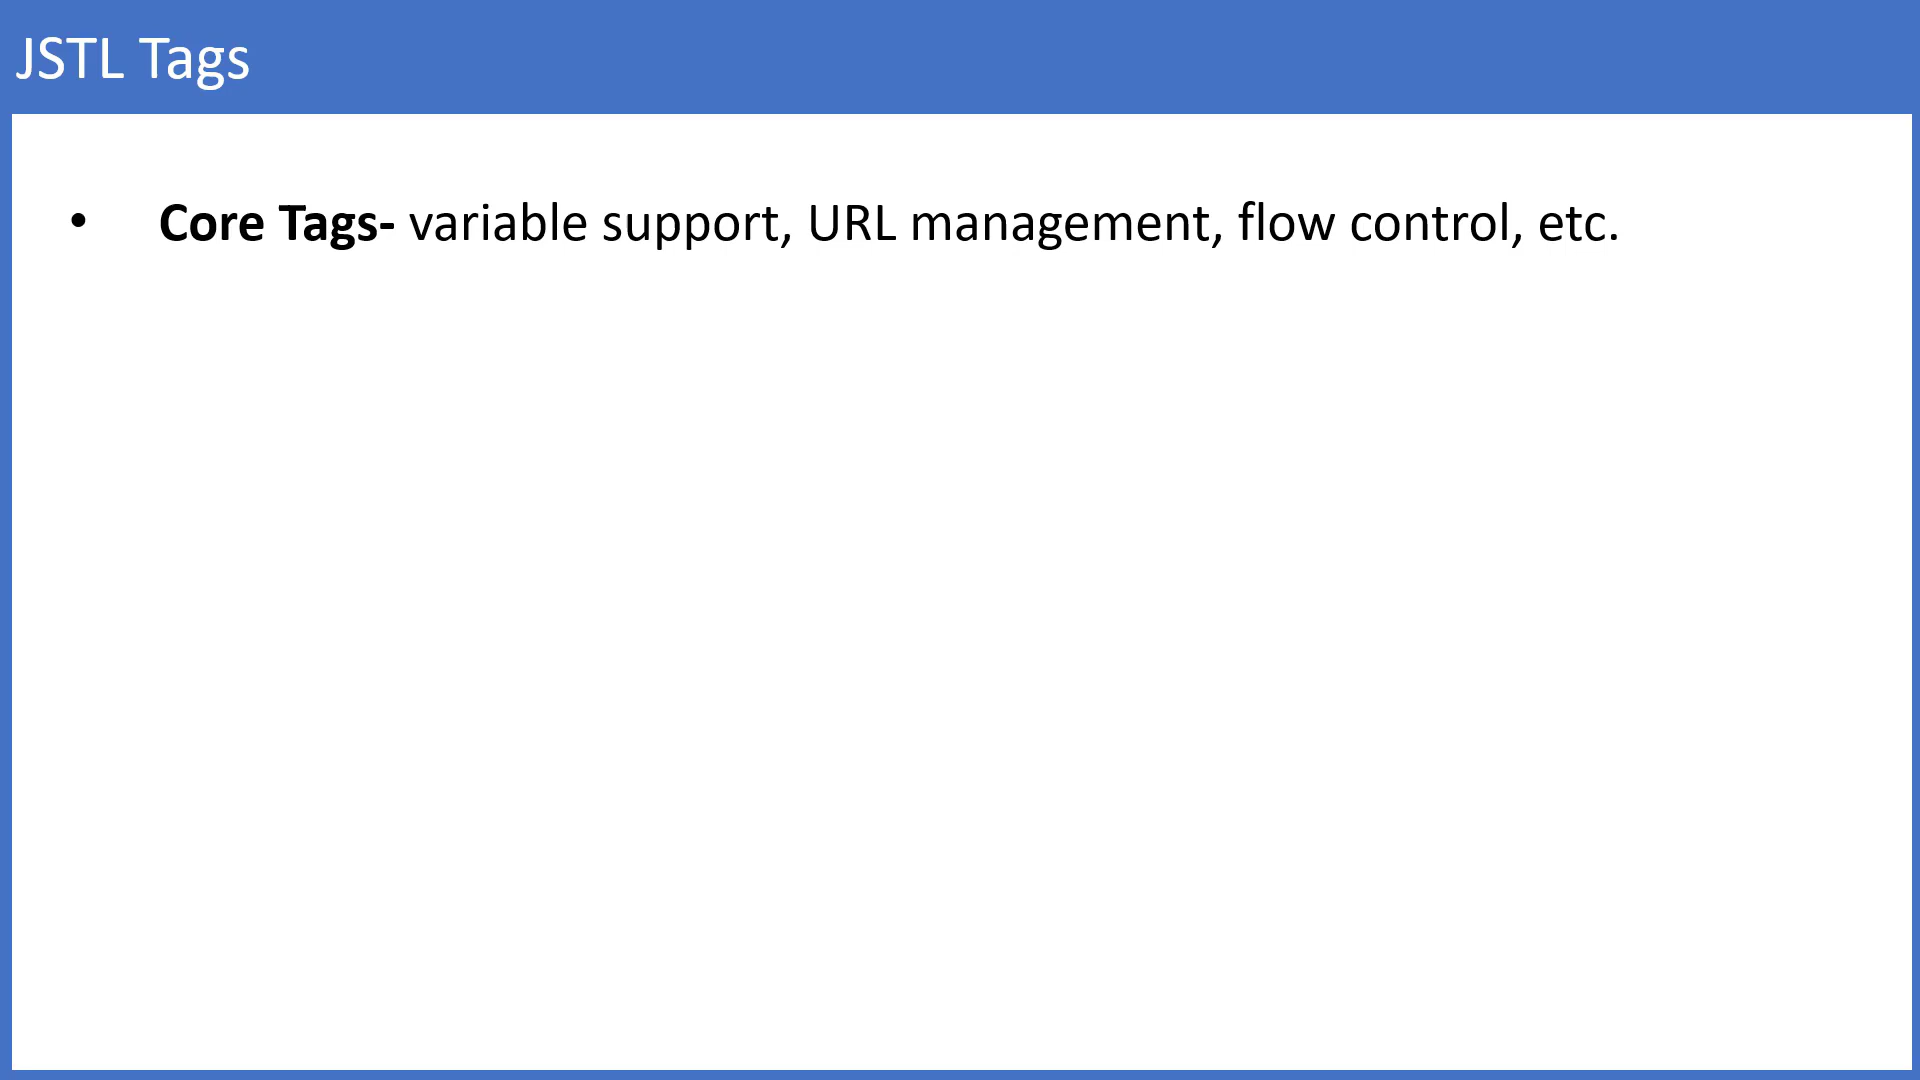 JSTL Tags
• Core Tags- variable support, URL management, flow control, etc.